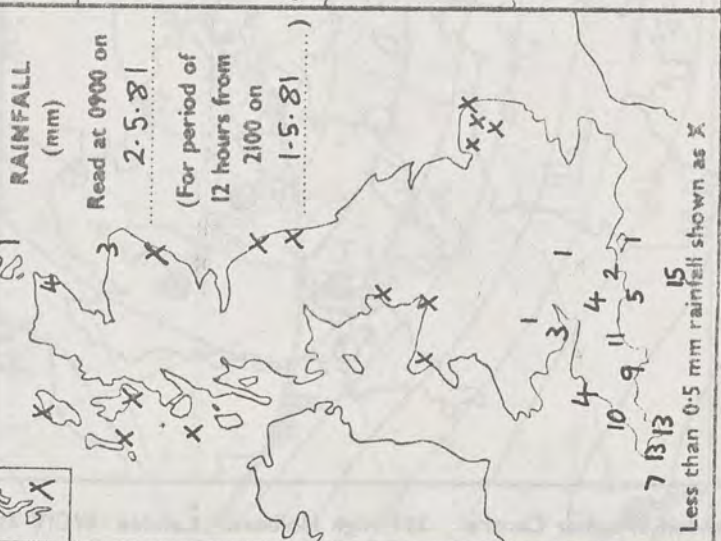 RAINFALL
(mm)
Read at 0900 on
2.5.81
(For period of
12 hours from
2100 on
1-5.81)
X
1
4
3
X
X
X
X
X
X
X
X
X
X
X
X X
X X
1
1
3
4
4
2 1
5
11
9
10
15
7 13 13
Less than 0.5 mm rainfall shown as X